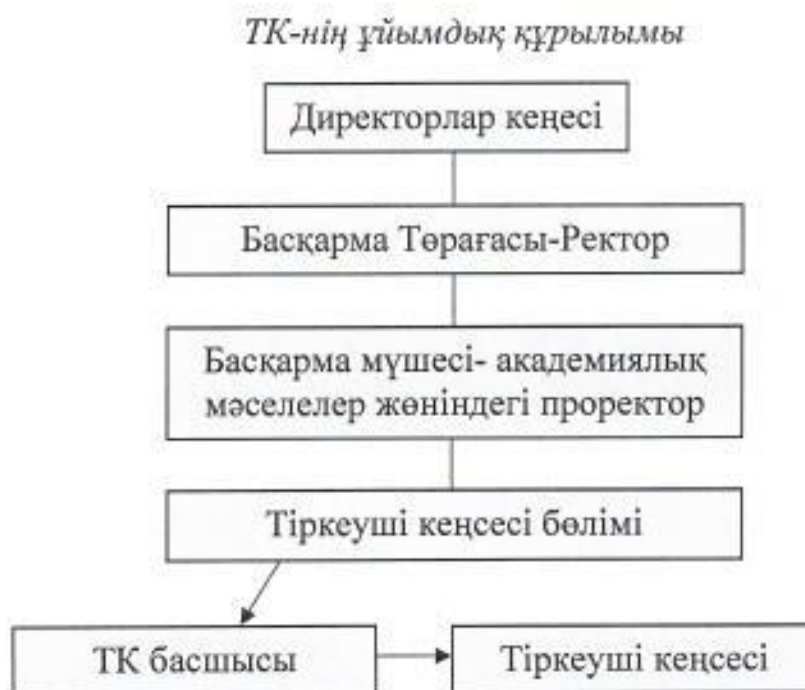 ТК-нің ұйымдық құрылымы
Директорлар кеңесі
Басқарма Төрағасы-Ректор
Басқарма мүшесі- академиялық
мәселелер жөніндегі проректор
Тіркеуші кеңсесі бөлімі
ТК басшысы
Тіркеуші кеңсесі